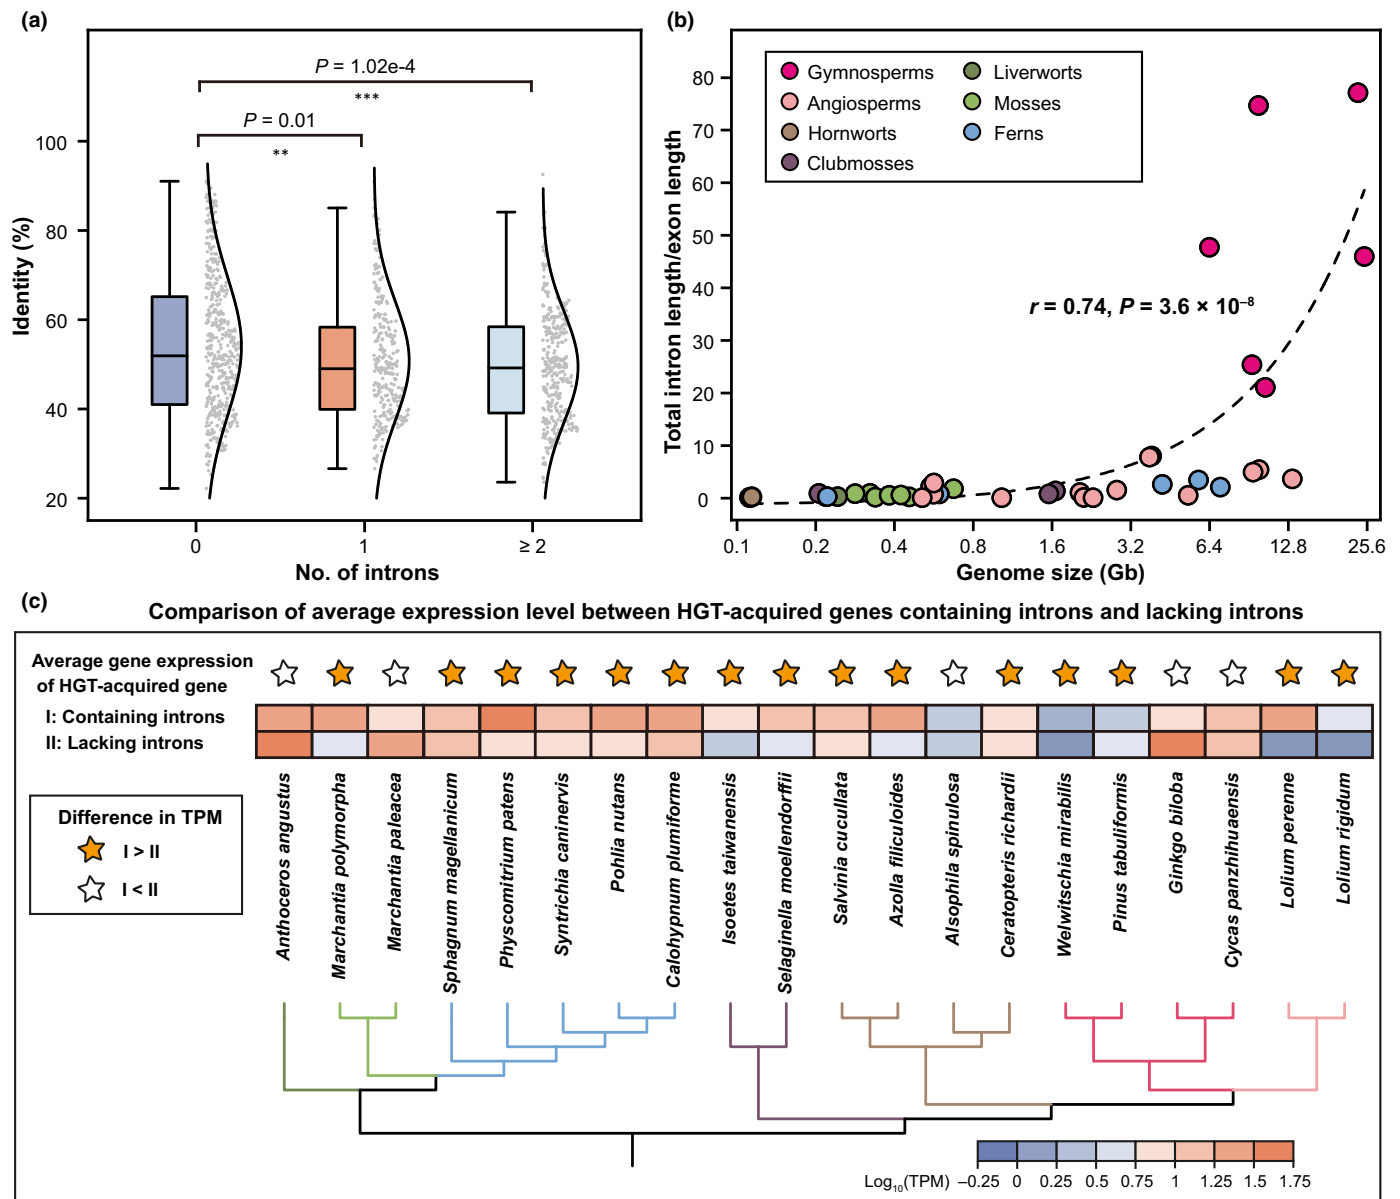 (a)
P = 1.02e-4
***
P = 0.01
**
100
80
60
40
20
Identity (%)
0
1
≥ 2
No. of introns
(b)
Gymnosperms
Angiosperms
Hornworts
Clubmosses
Liverworts
Mosses
Ferns
80
70
60
50
40
30
20
10
0
Total intron length/exon length
r = 0.74, P = 3.6 × 10⁻⁸
0.1
0.2
0.4
0.8
1.6
3.2
6.4
12.8
25.6
Genome size (Gb)
(c)
Comparison of average expression level between HGT-acquired genes containing introns and lacking introns
Average gene expression
of HGT-acquired gene
I: Containing introns
II: Lacking introns
Difference in TPM
I > II
I < II
Anthoceros angustus
Marchantia polymorpha
Marchantia paleacea
Sphagnum magellanicum
Physcomitrium patens
Syntrichia caninervis
Pohlia nutans
Calohypnum plumiforme
Isoetes taiwanensis
Selaginella moellendorffii
Salvinia cucullata
Azolla filiculoides
Alsophila spinulosa
Ceratopteris richardii
Welwitschia mirabilis
Pinus tabuliformis
Ginkgo biloba
Cycas panzhihuaensis
Lolium perenne
Lolium rigidum
Log₁₀(TPM) –0.25 0 0.25 0.5 0.75 1 1.25 1.5 1.75